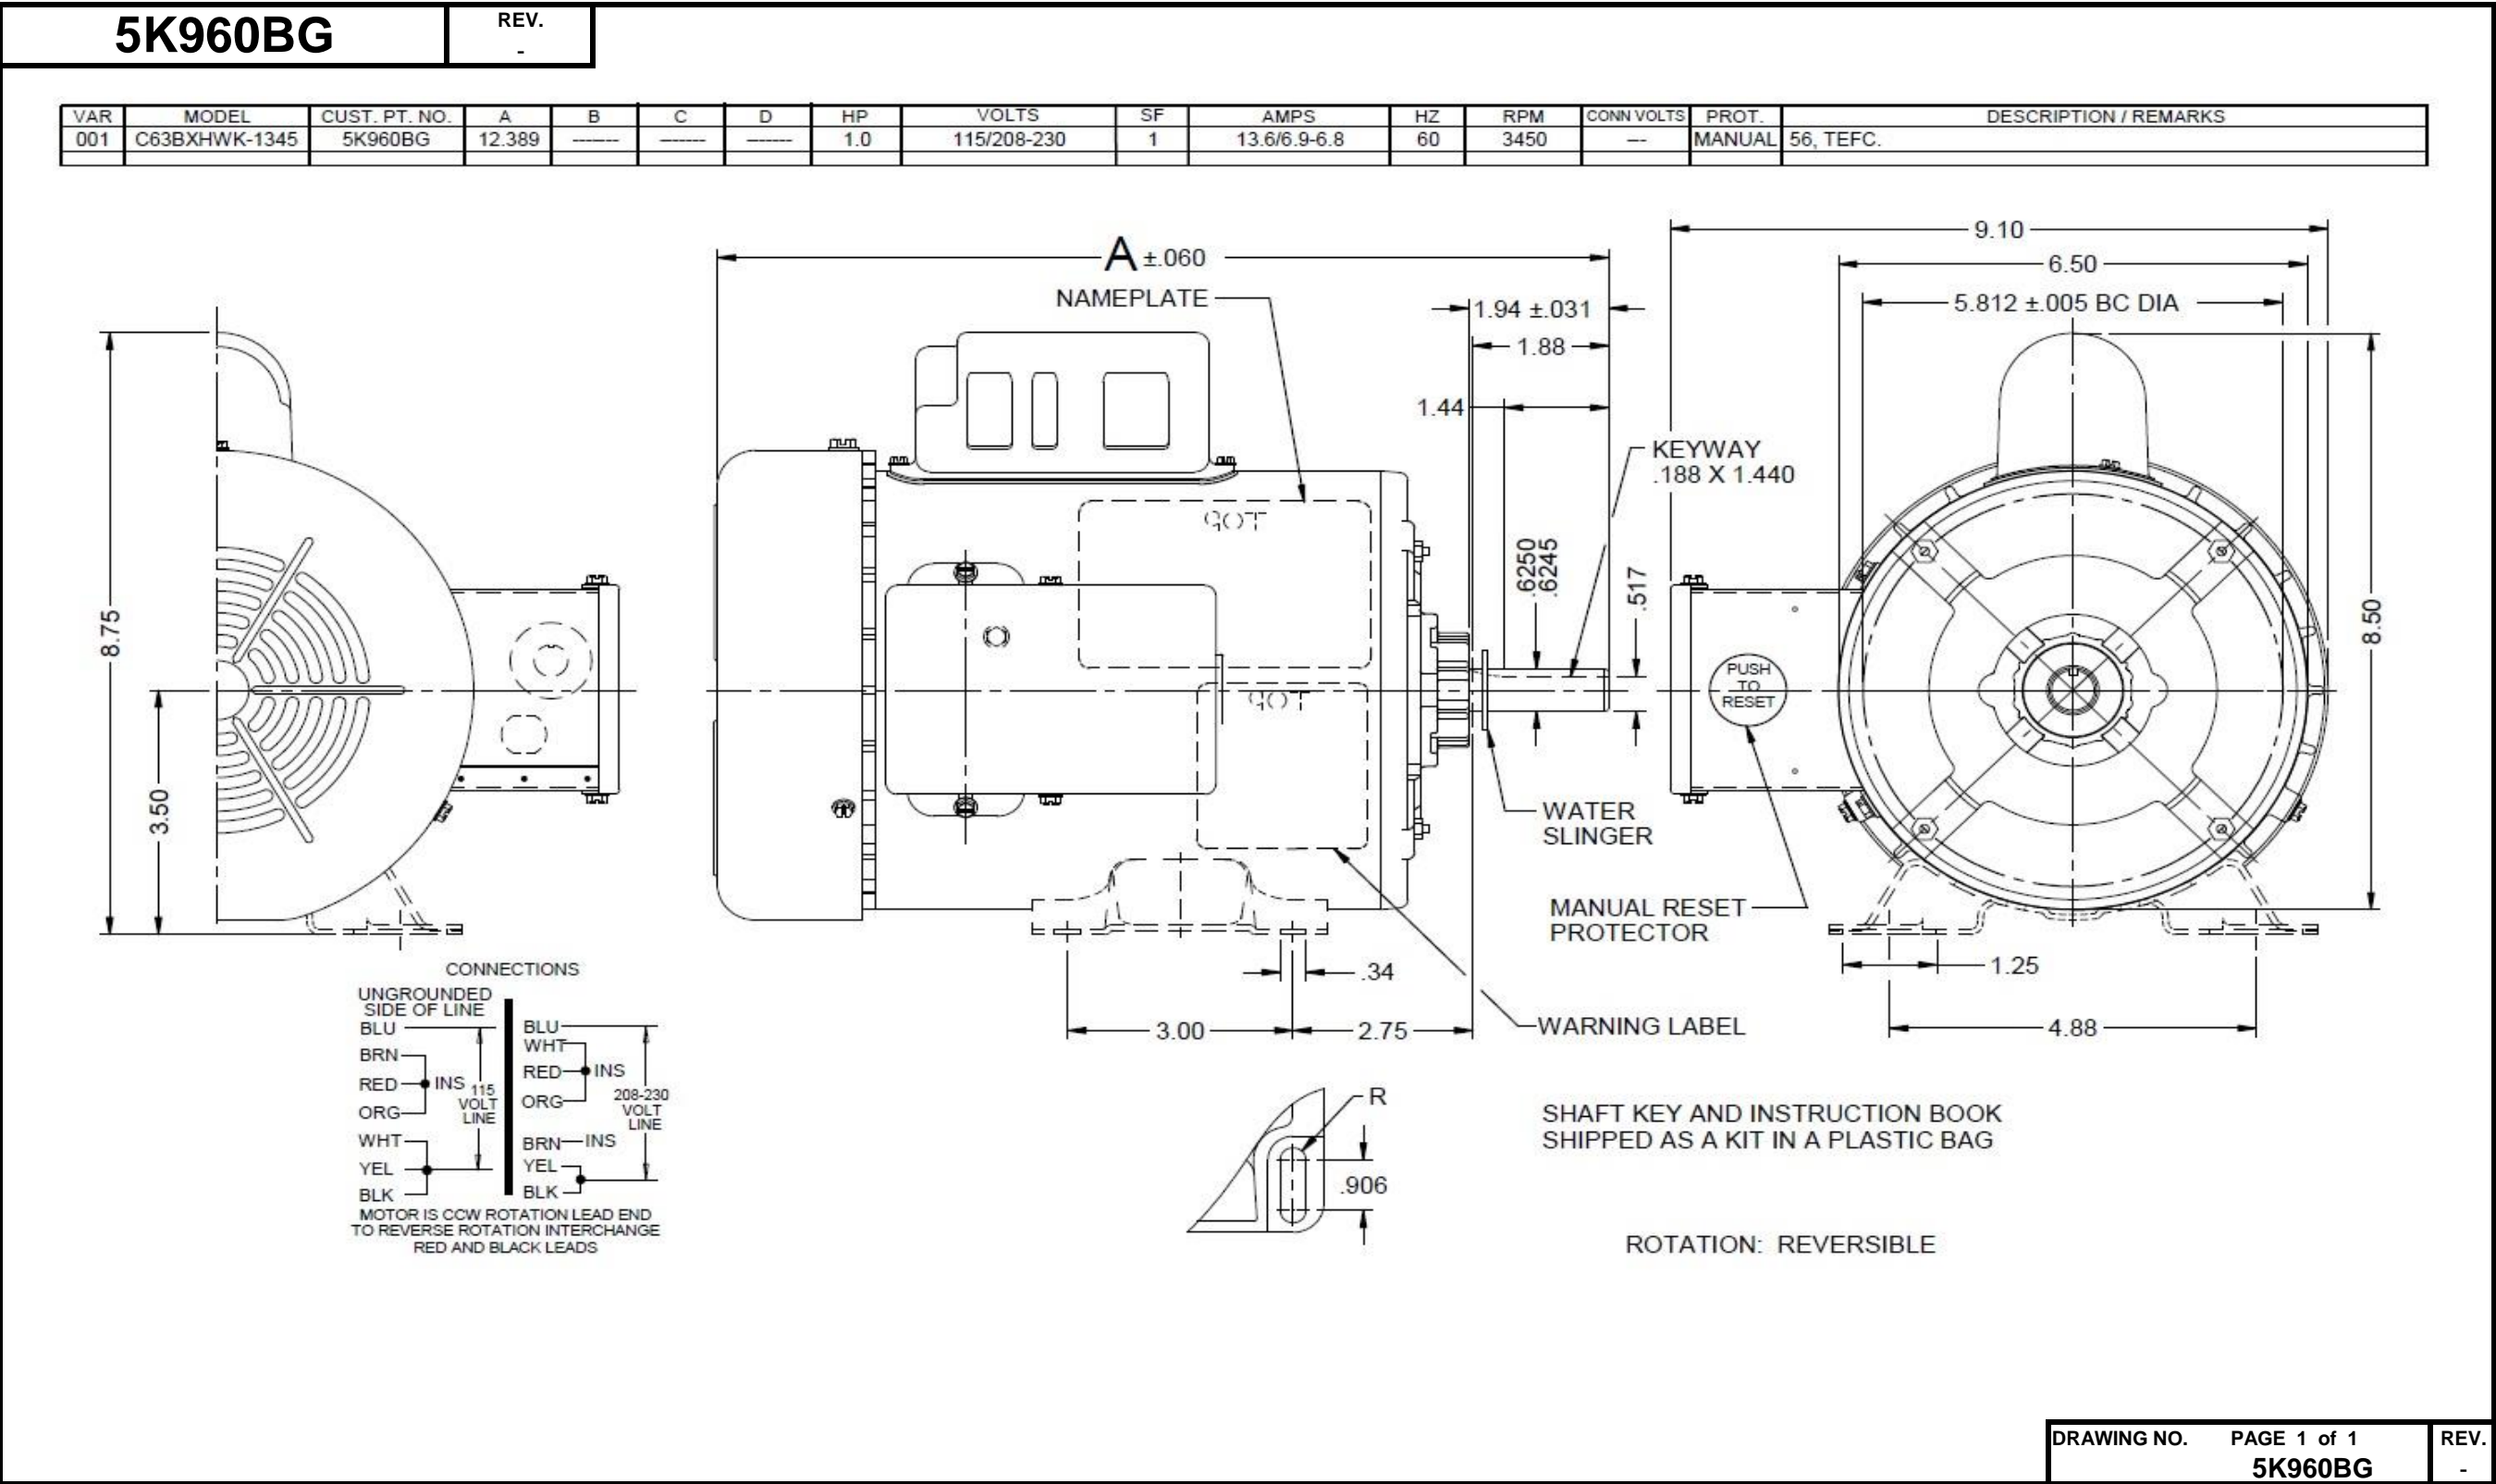 5K960BG
REV.
-
VAR MODEL CUST. PT. NO. A B C D HP VOLTS SF AMPS HZ RPM CONN VOLTS PROT. DESCRIPTION / REMARKS
001 C63BXHWK-1345 5K960BG 12.389 ------- ------- ------- 1.0 115/208-230 1 13.6/6.9-6.8 60 3450 --- MANUAL 56, TEFC.
A ±.060
NAMEPLATE
1.94 ±.031
1.88
1.44
KEYWAY
.188 X 1.440
9.10
6.50
5.812 ±.005 BC DIA
8.75
3.50
TOP
TOP
.6250
.6245
.517
PUSH
TO
RESET
8.50
WATER
SLINGER
MANUAL RESET
PROTECTOR
WARNING LABEL
.34
3.00
2.75
1.25
4.88
CONNECTIONS
UNGROUNDED
SIDE OF LINE
BLU
BRN
RED
INS
ORG
115
VOLT
LINE
WHT
YEL
BLK
BLU
WHT
RED
INS
ORG
208-230
VOLT
LINE
BRN
INS
YEL
BLK
MOTOR IS CCW ROTATION LEAD END
TO REVERSE ROTATION INTERCHANGE
RED AND BLACK LEADS
R
.906
SHAFT KEY AND INSTRUCTION BOOK
SHIPPED AS A KIT IN A PLASTIC BAG
ROTATION: REVERSIBLE
DRAWING NO. PAGE 1 of 1 REV.
5K960BG -